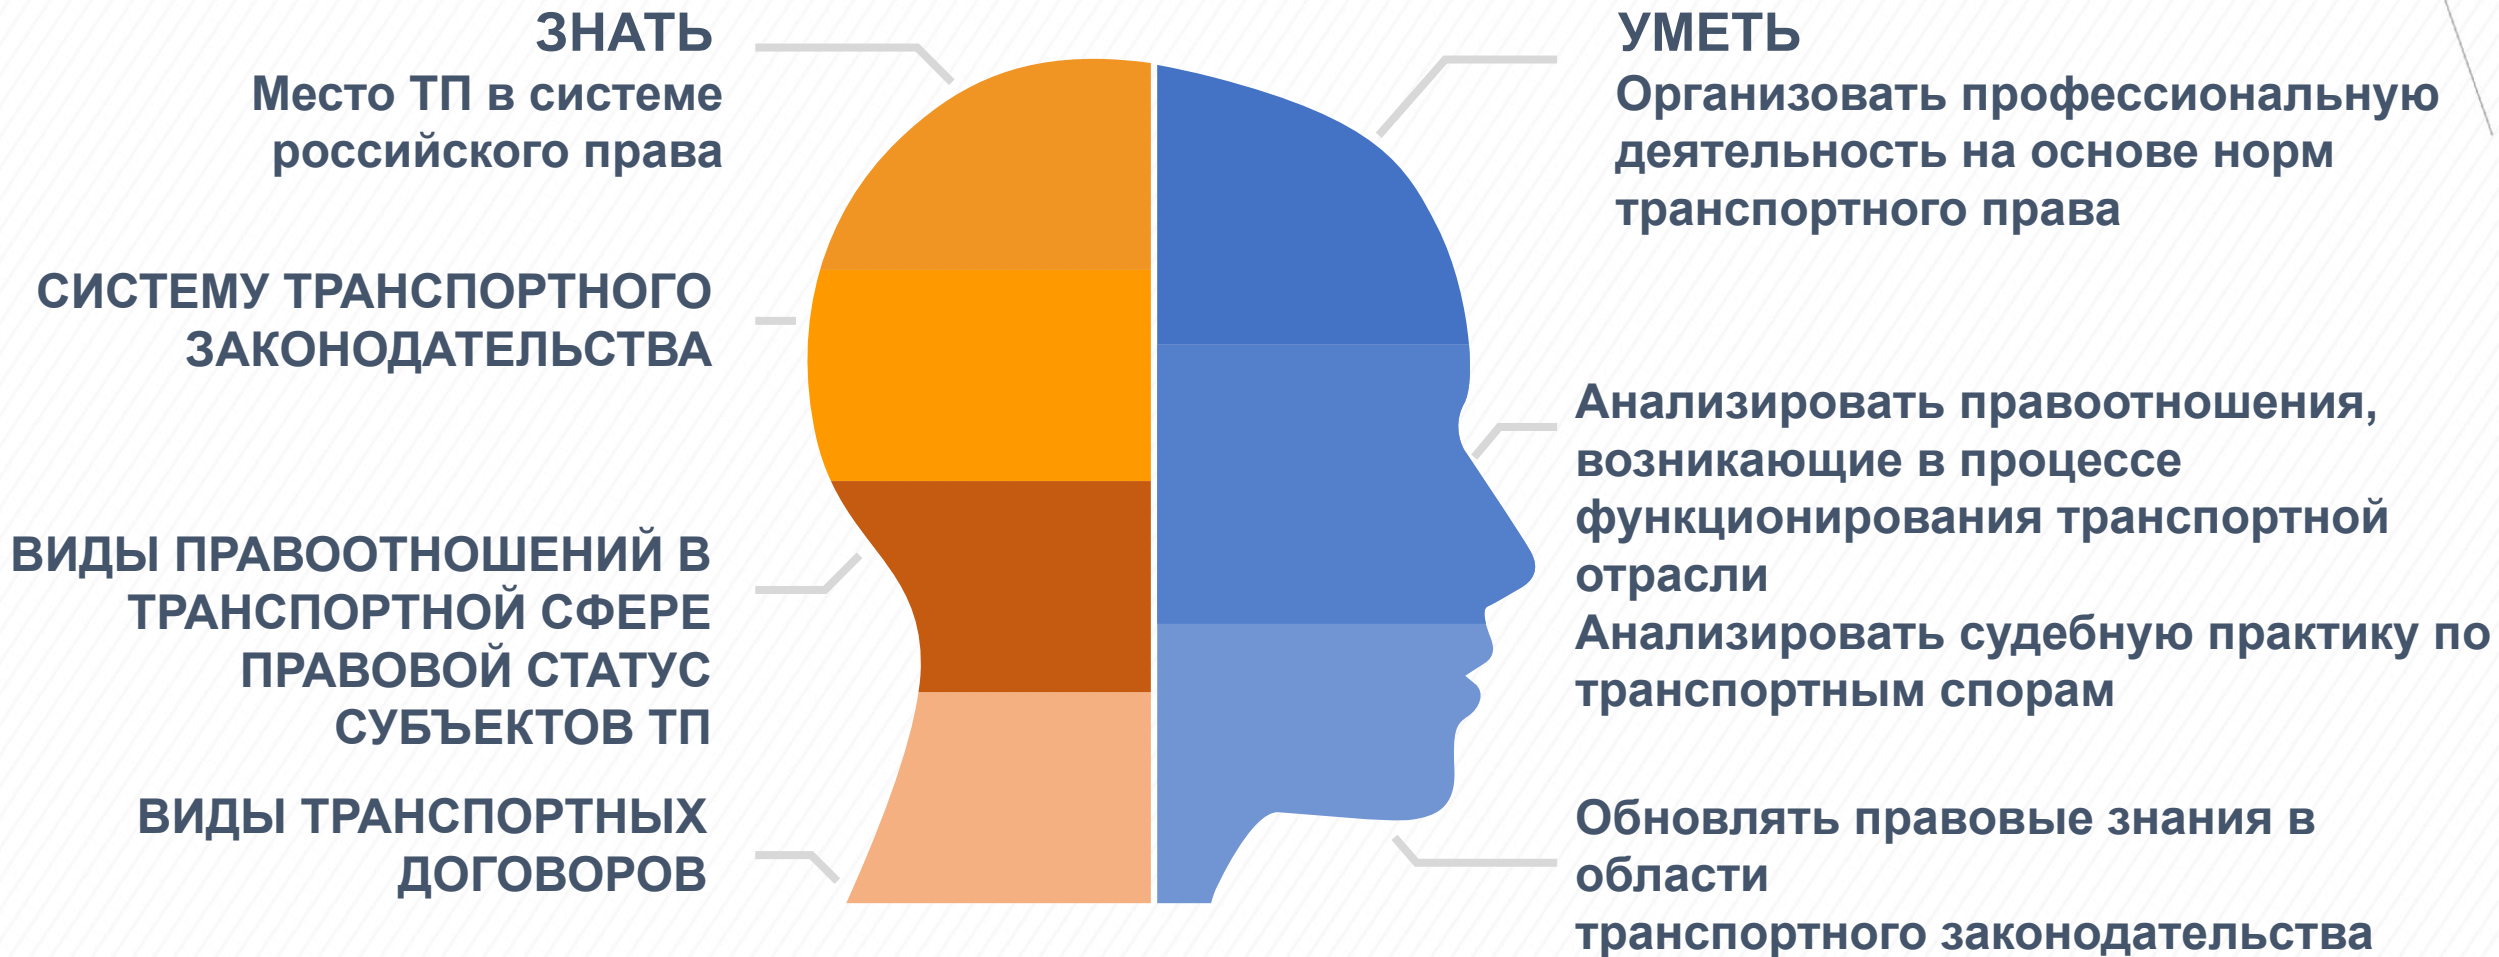 ЗНАТЬ
Место ТП в системе
российского права
СИСТЕМУ ТРАНСПОРТНОГО
ЗАКОНОДАТЕЛЬСТВА
ВИДЫ ПРАВООТНОШЕНИЙ В
ТРАНСПОРТНОЙ СФЕРЕ
ПРАВОВОЙ СТАТУС
СУБЪЕКТОВ ТП
ВИДЫ ТРАНСПОРТНЫХ
ДОГОВОРОВ
УМЕТЬ
Организовать профессиональную
деятельность на основе норм
транспортного права
Анализировать правоотношения,
возникающие в процессе
функционирования транспортной
отрасли
Анализировать судебную практику по
транспортным спорам
Обновлять правовые знания в
области
транспортного законодательства